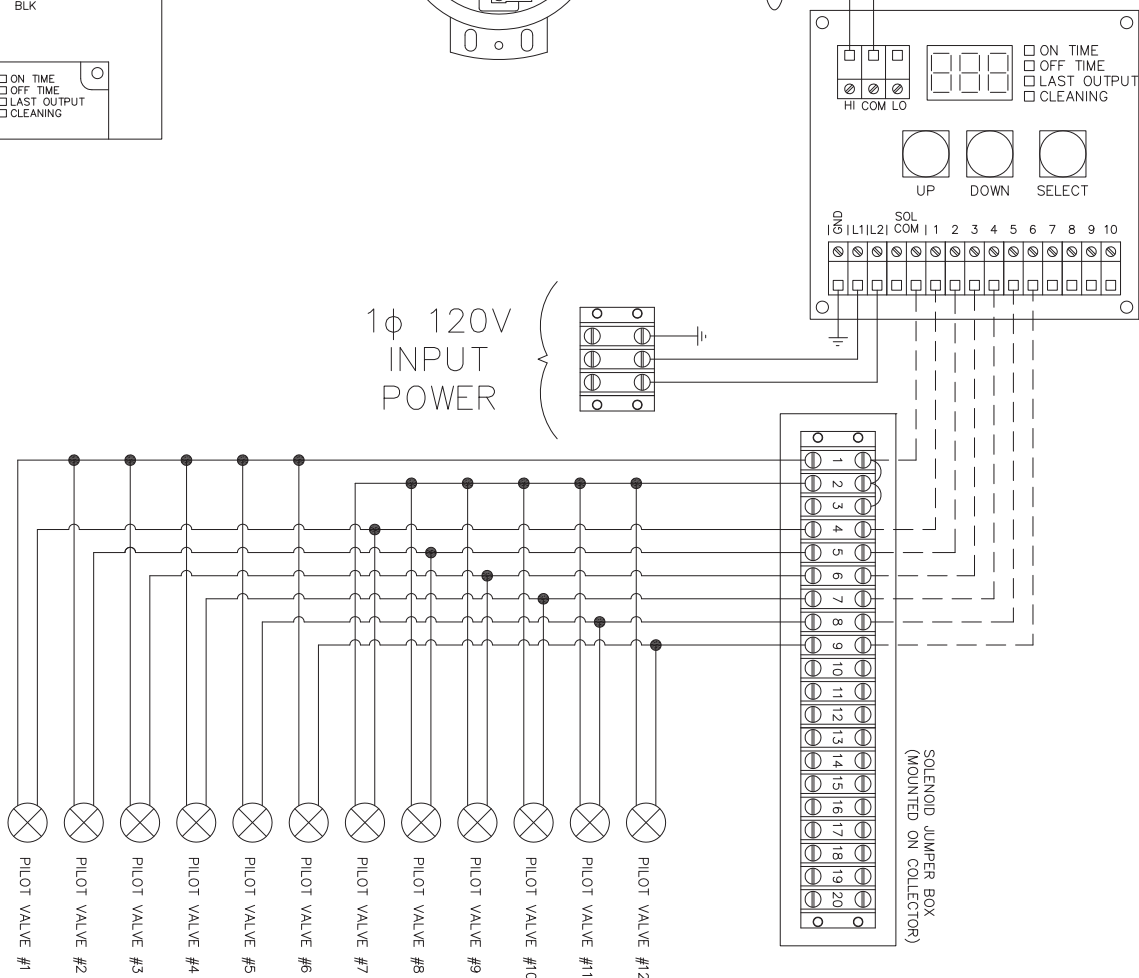 BLK
ON TIME
OFF TIME
LAST OUTPUT
CLEANING
ON TIME
OFF TIME
LAST OUTPUT
CLEANING
HI COM LO
UP DOWN SELECT
GND L1 L2 SOL COM 1 2 3 4 5 6 7 8 9 10
1ϕ 120V
INPUT
POWER
1
2
3
4
5
6
7
8
9
10
11
12
13
14
15
16
17
18
19
20
SOLENOID JUMPER BOX
(MOUNTED ON COLLECTOR)
PILOT VALVE #1
PILOT VALVE #2
PILOT VALVE #3
PILOT VALVE #4
PILOT VALVE #5
PILOT VALVE #6
PILOT VALVE #7
PILOT VALVE #8
PILOT VALVE #9
PILOT VALVE #10
PILOT VALVE #11
PILOT VALVE #12